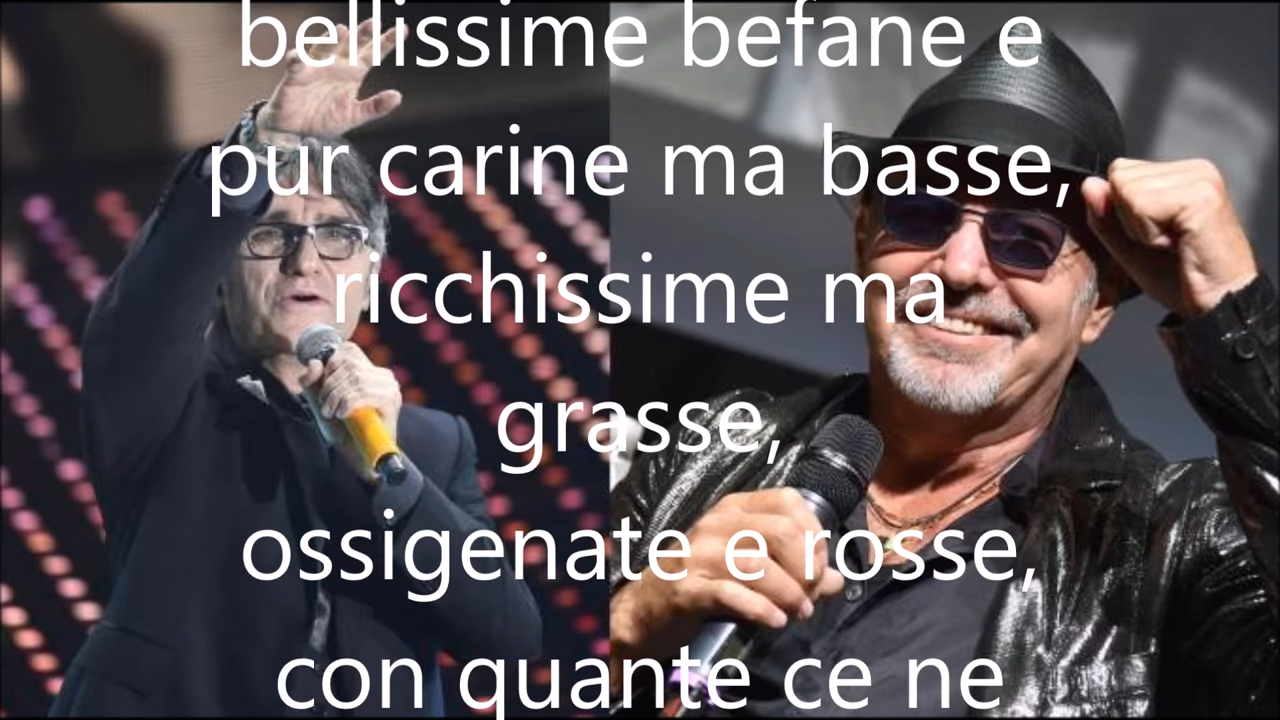 bellissime befane e
pur carine ma basse,
ricchissime ma
grasse,
ossigenate e rosse,
con quante ce ne